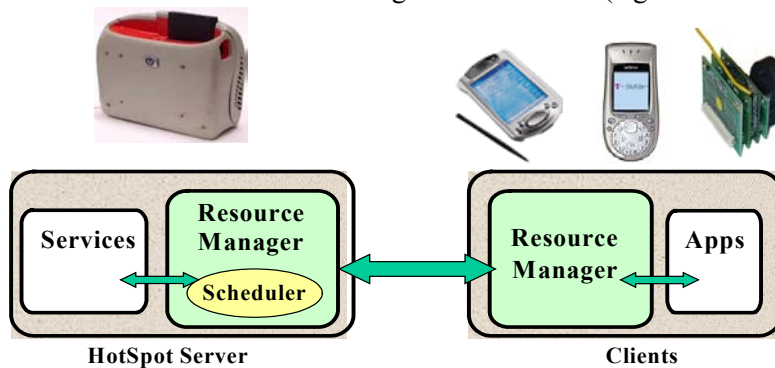 Services
Resource
Manager
Scheduler
Resource
Manager
Apps
HotSpot Server
Clients